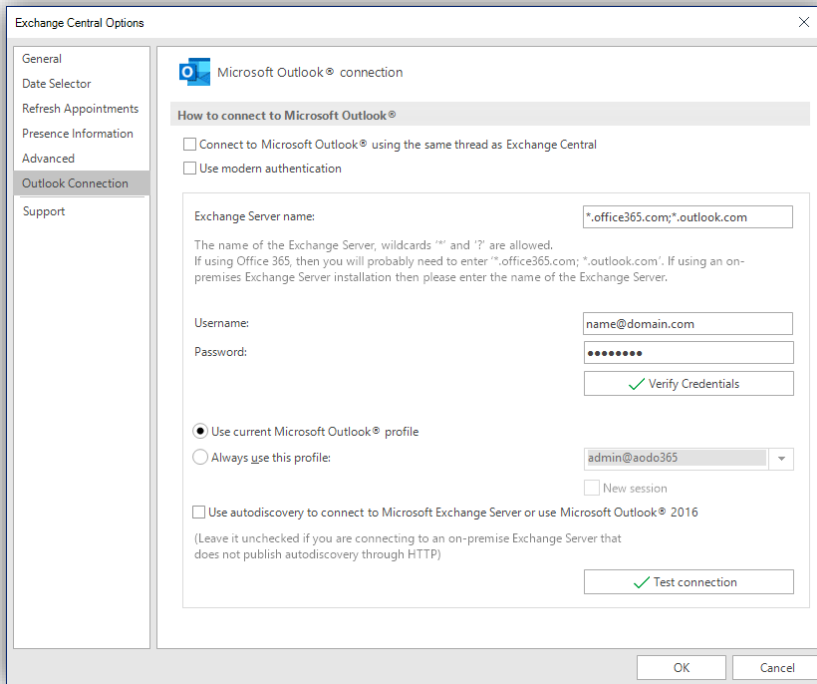 Exchange Central Options
General
Date Selector
Refresh Appointments
Presence Information
Advanced
Outlook Connection
Support
Microsoft Outlook® connection
How to connect to Microsoft Outlook®
Connect to Microsoft Outlook® using the same thread as Exchange Central
Use modern authentication
Exchange Server name:
*.office365.com;*.outlook.com
The name of the Exchange Server, wildcards '*' and '?' are allowed.
If using Office 365, then you will probably need to enter '*.office365.com; *.outlook.com'. If using an on-
premises Exchange Server installation then please enter the name of the Exchange Server.
Username:
name@domain.com
Password:
●●●●●●●●
Verify Credentials
Use current Microsoft Outlook® profile
Always use this profile:
admin@aodo365
New session
Use autodiscovery to connect to Microsoft Exchange Server or use Microsoft Outlook® 2016
(Leave it unchecked if you are connecting to an on-premise Exchange Server that
does not publish autodiscovery through HTTP)
Test connection
OK
Cancel